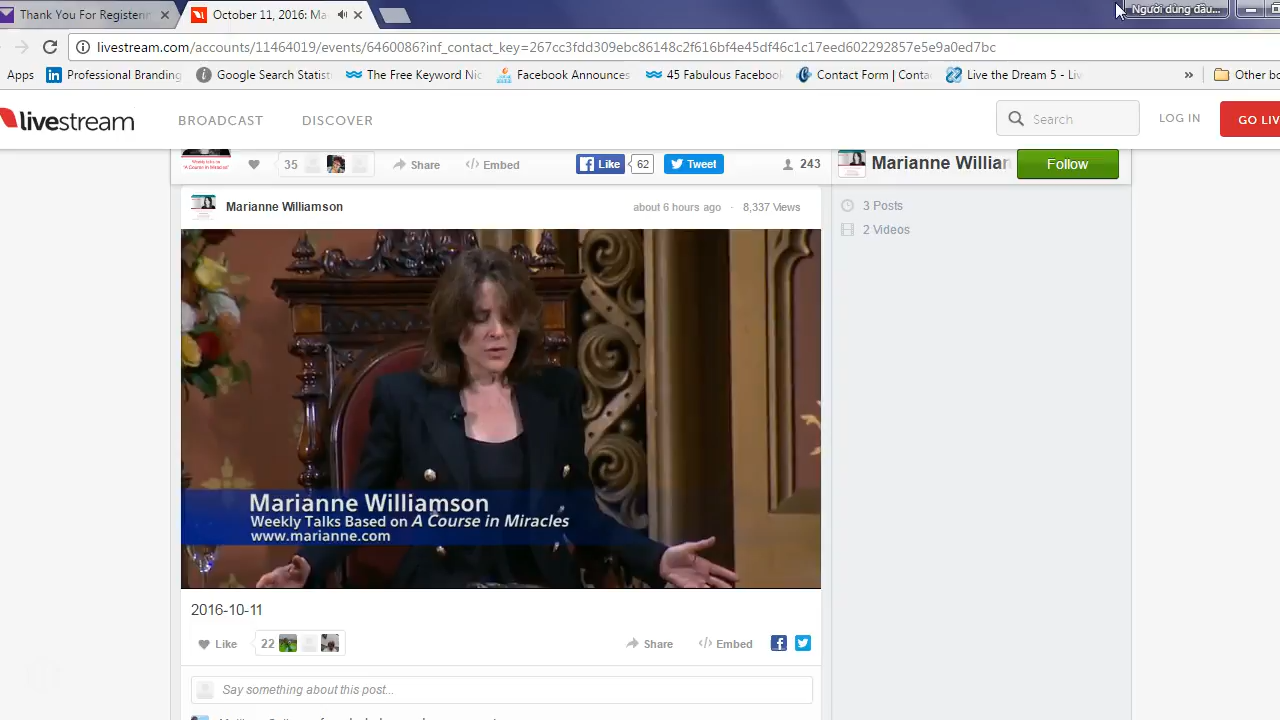 Thank You For Registering
October 11, 2016: Ma
Người dùng đầu...
livestream.com/accounts/11464019/events/6460086?inf_contact_key=267cc3fdd309ebc86148c2f616bf4e45df46c1c17eed602292857e5e9a0ed7bc
Apps
Professional Branding
Google Search Statist
The Free Keyword Nic
Facebook Announces
45 Fabulous Facebook
Contact Form | Conta
Live the Dream 5 - Liv
»
Other bo
livestream
BROADCAST
DISCOVER
Search
LOG IN
GO LIV
35
Share
</> Embed
Like
62
Tweet
243
Marianne Willian
Follow
Marianne Williamson
about 6 hours ago · 8,337 Views
3 Posts
2 Videos
Marianne Williamson
Weekly Talks Based on A Course in Miracles
www.marianne.com
2016-10-11
Like
22
Share
</> Embed
Say something about this post...